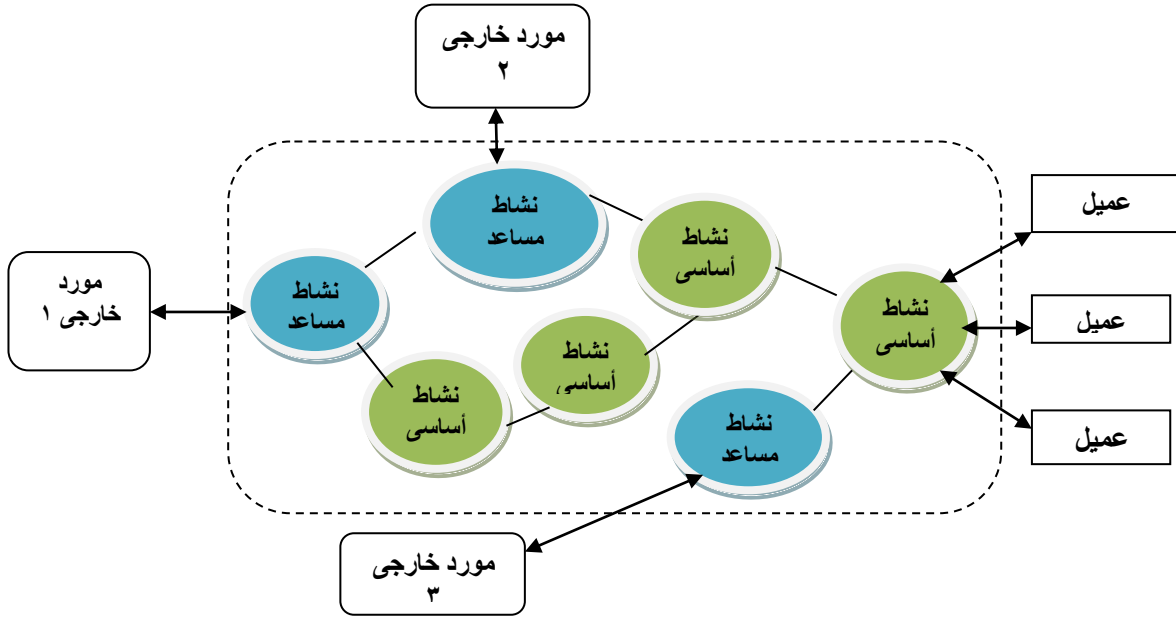 مورد خارجى
٢
نشاط
مساعد
نشاط
أساسى
عميل
مورد
خارجى ١
نشاط
مساعد
نشاط
أساسى
عميل
نشاط
أساسى
نشاط
أساسى
نشاط
مساعد
عميل
مورد خارجى
٣